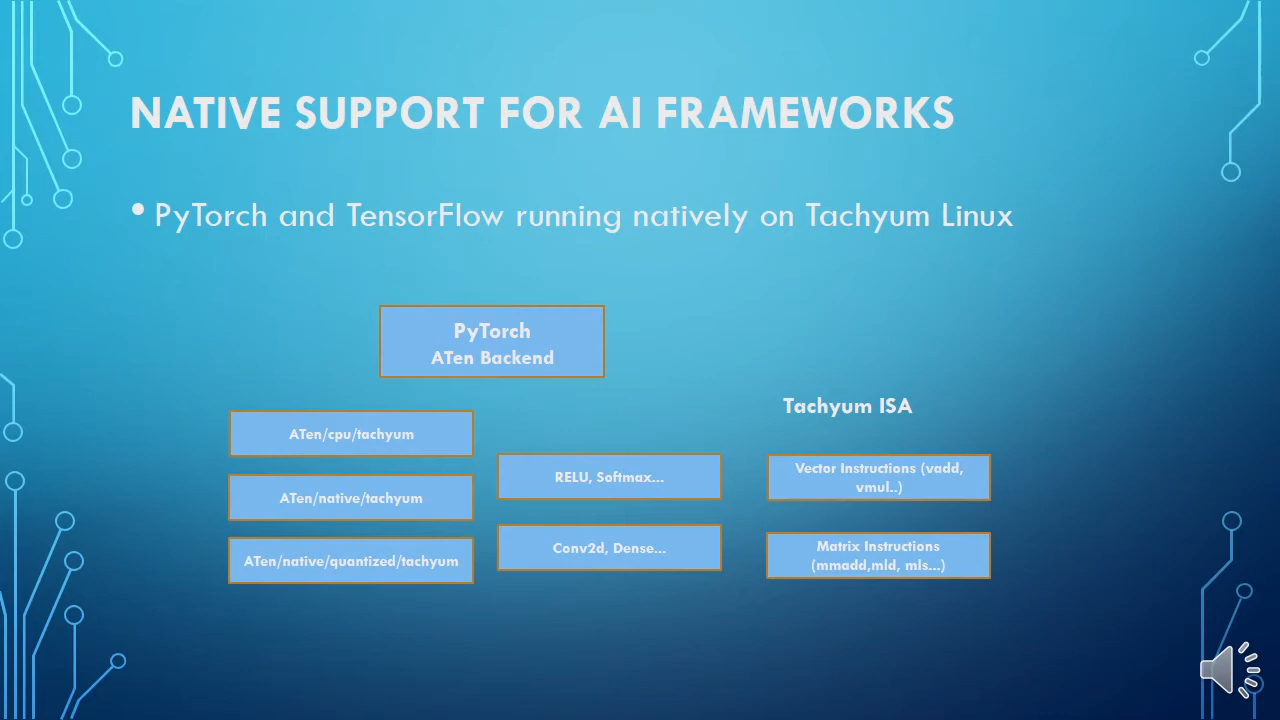 NATIVE SUPPORT FOR AI FRAMEWORKS
• PyTorch and TensorFlow running natively on Tachyum Linux
PyTorch
ATen Backend
ATen/cpu/tachyum
ATen/native/tachyum
ATen/native/quantized/tachyum
RELU, Softmax...
Conv2d, Dense...
Tachyum ISA
Vector Instructions (vadd,
vmul..)
Matrix Instructions
(mmadd,mld, mls...)